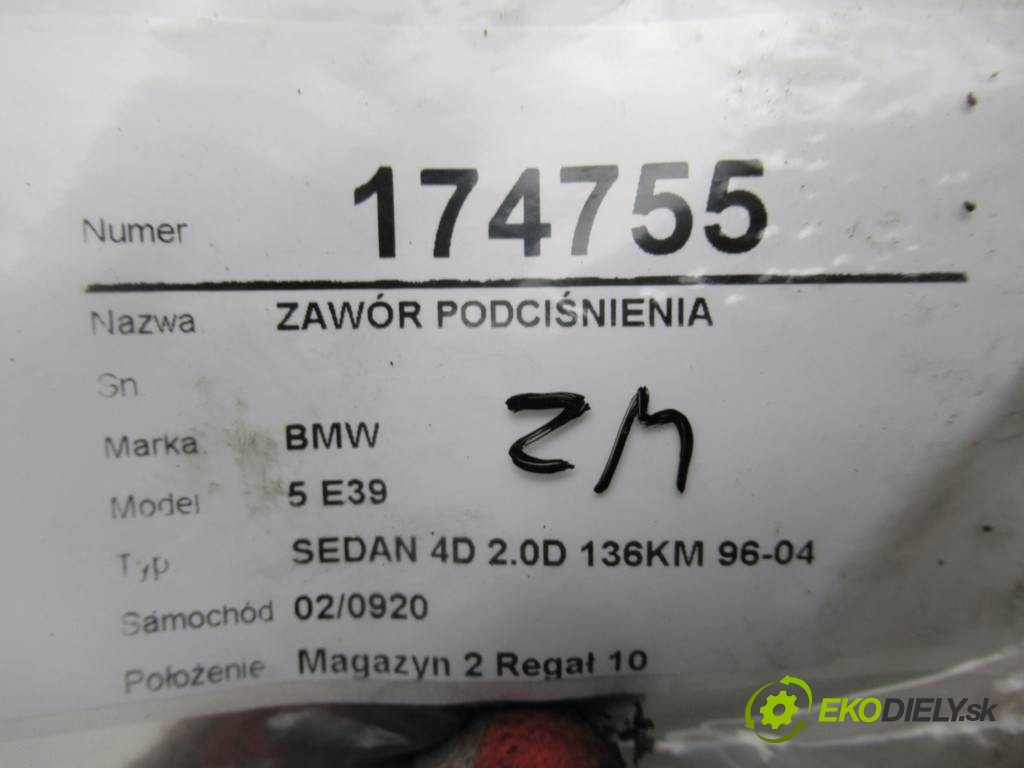 Numer 174755
Nazwa ZAWÓR PODCIŚNIENIA
Sn
Marka BMW
Model 5 E39
Typ SEDAN 4D 2.0D 136KM 96-04
Samochód 02/0920
Położenie Magazyn 2 Regał 10
EKODIELY.sk